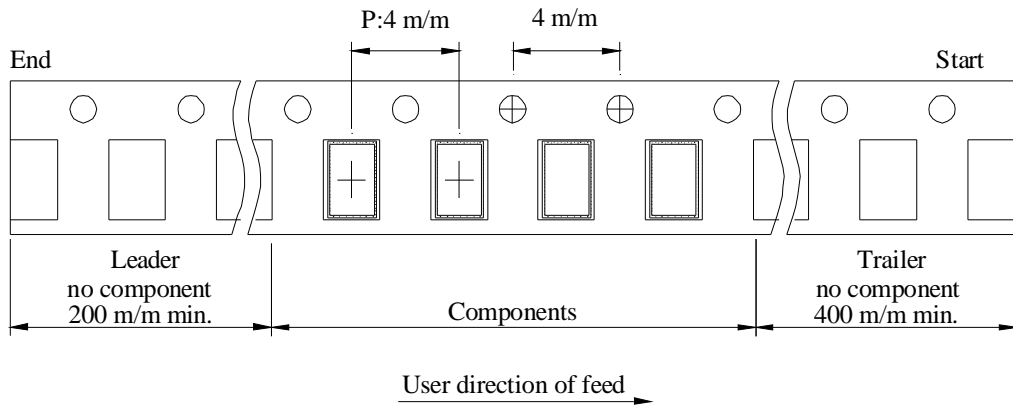 P:4 m/m
4 m/m
End
Start
Leader
no component
200 m/m min.
Components
Trailer
no component
400 m/m min.
User direction of feed